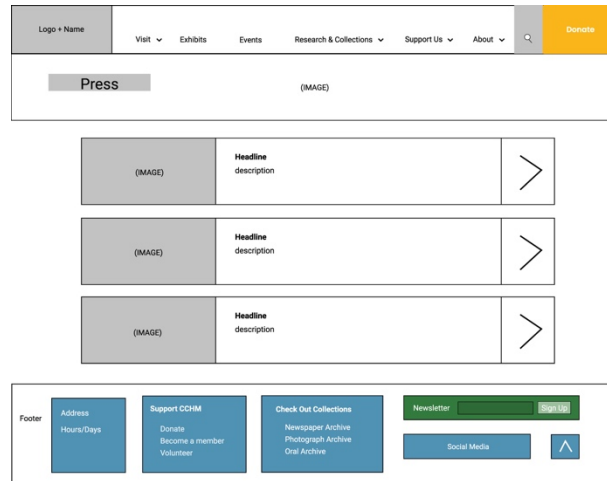 Logo + Name
Visit
Exhibits
Events
Research & Collections
Support Us
About
Donate
Press
(IMAGE)
(IMAGE)
Headline
description
(IMAGE)
Headline
description
(IMAGE)
Headline
description
Footer
Address
Hours/Days
Support CCHM
Donate
Become a member
Volunteer
Check Out Collections
Newspaper Archive
Photograph Archive
Oral Archive
Newsletter
Sign Up
Social Media